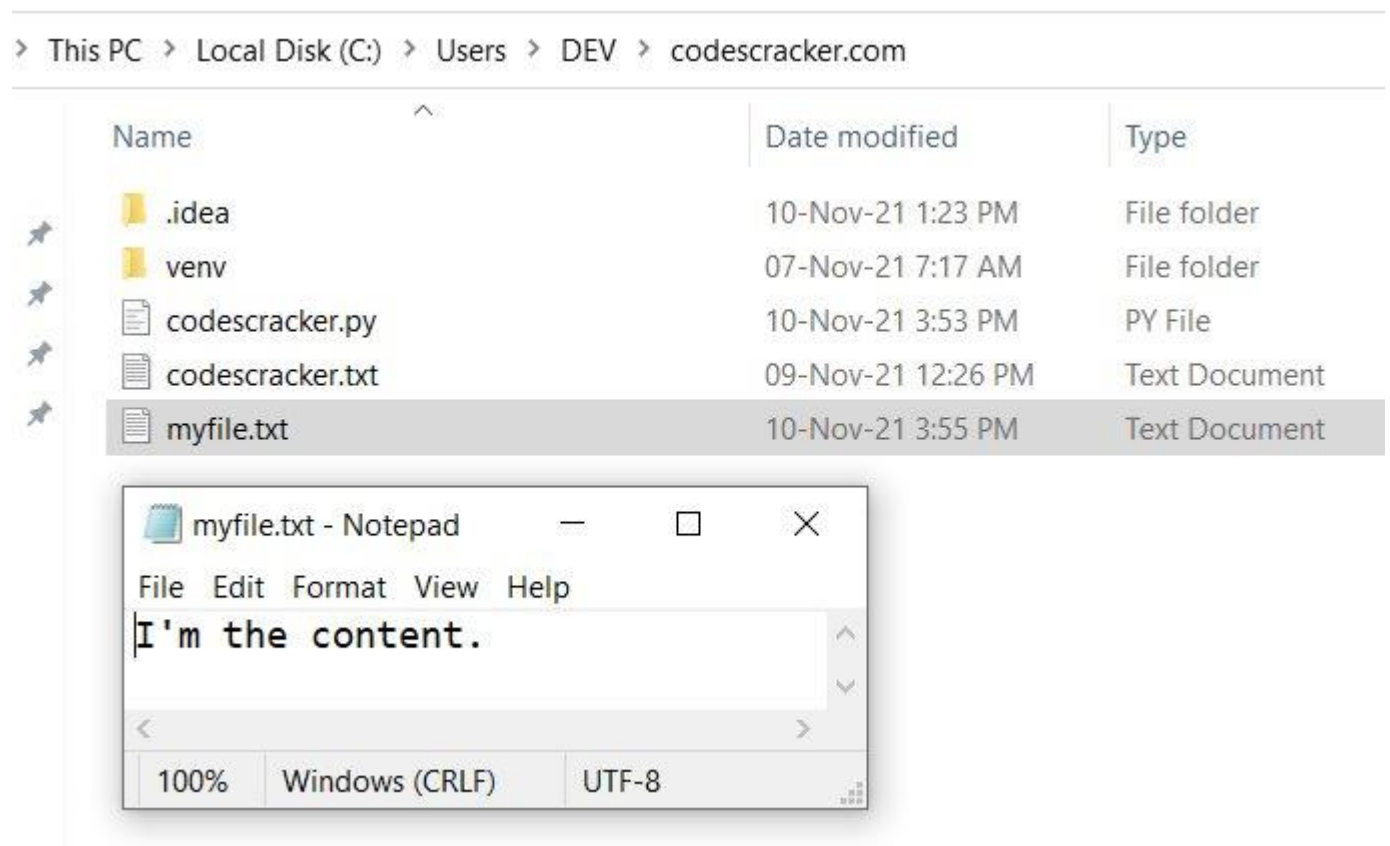 > This PC > Local Disk (C:) > Users > DEV > codescracker.com
Name Date modified Type
.idea 10-Nov-21 1:23 PM File folder
venv 07-Nov-21 7:17 AM File folder
codescracker.py 10-Nov-21 3:53 PM PY File
codescracker.txt 09-Nov-21 12:26 PM Text Document
myfile.txt 10-Nov-21 3:55 PM Text Document
myfile.txt - Notepad
File Edit Format View Help
I'm the content.
100% Windows (CRLF) UTF-8